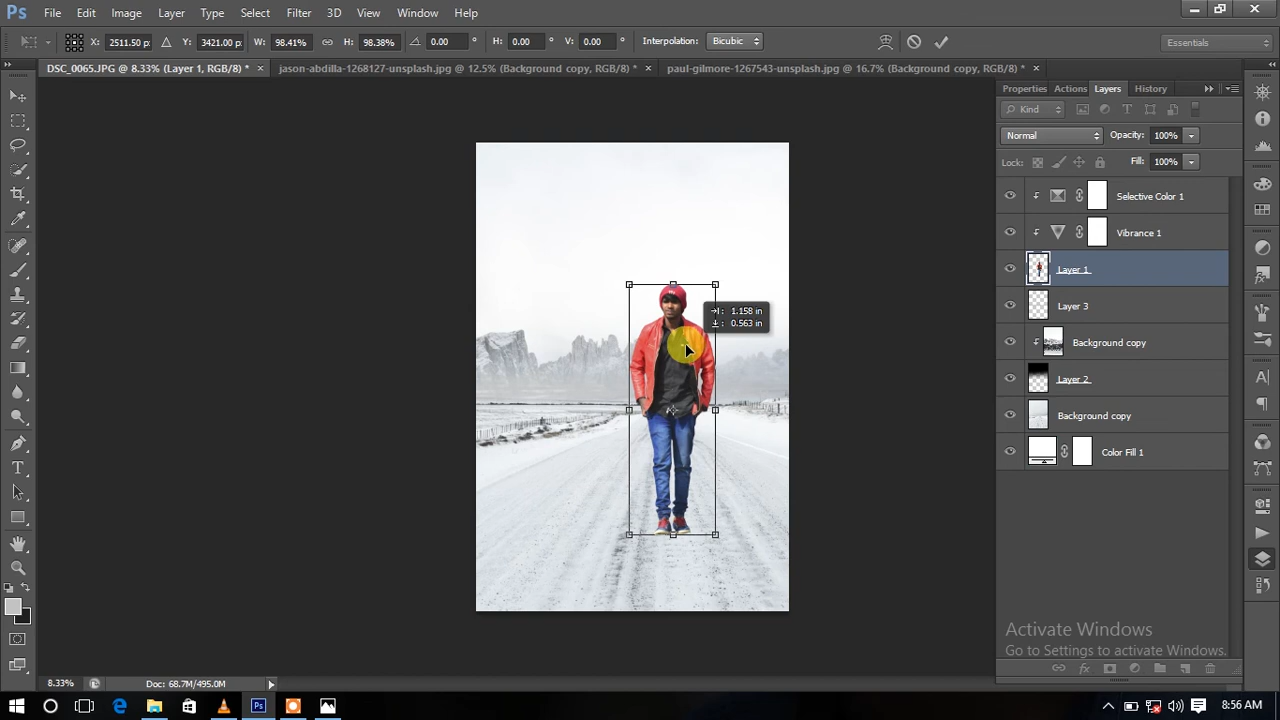 Ps File Edit Image Layer Type Select Filter 3D View Window Help
X: 2511.50 p: Y: 3421.00 p: W: 98.41% H: 98.38% 0.00 ° H: 0.00 ° V: 0.00 ° Interpolation: Bicubic Essentials
DSC_0065.JPG @ 8.33% (Layer 1, RGB/8) * × jason-abdilla-1268127-unsplash.jpg @ 12.5% (Background copy, RGB/8) * × paul-gilmore-1267543-unsplash.jpg @ 16.7% (Background copy, RGB/8) * ×
Properties Actions Layers History
Kind
Normal Opacity: 100%
Lock: Fill: 100%
Selective Color 1
Vibrance 1
Layer 1
Layer 3
Background copy
Layer 2
Background copy
Color Fill 1
1.158 in
0.563 in
Activate Windows
Go to Settings to activate Windows.
8.33% Doc: 68.7M/495.0M
8:56 AM